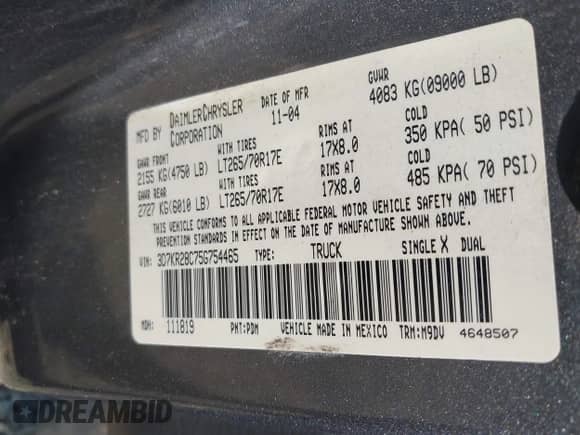 MFD BY DAIMLERCHRYSLER CORPORATION DATE OF MFR 11-04 GVWR 4083 KG(09000 LB)
GAWR FRONT WITH TIRES RIMS AT COLD
2155 KG(4750 LB) LT265/70R17E 17X8.0 350 KPA( 50 PSI)
GAWR REAR WITH TIRES RIMS AT COLD
2727 KG(6010 LB) LT265/70R17E 17X8.0 485 KPA( 70 PSI)
THIS VEHICLE CONFORMS TO ALL APPLICABLE FEDERAL MOTOR VEHICLE SAFETY AND THEFT
PREVENTION STANDARDS IN EFFECT ON THE DATE OF MANUFACTURE SHOWN ABOVE.
VIN: 3D7KR28C75G754465 TYPE: TRUCK SINGLE X DUAL
MDH: 111819 PNT:PDM VEHICLE MADE IN MEXICO TRM:M9DV 4648507
DREAMBID